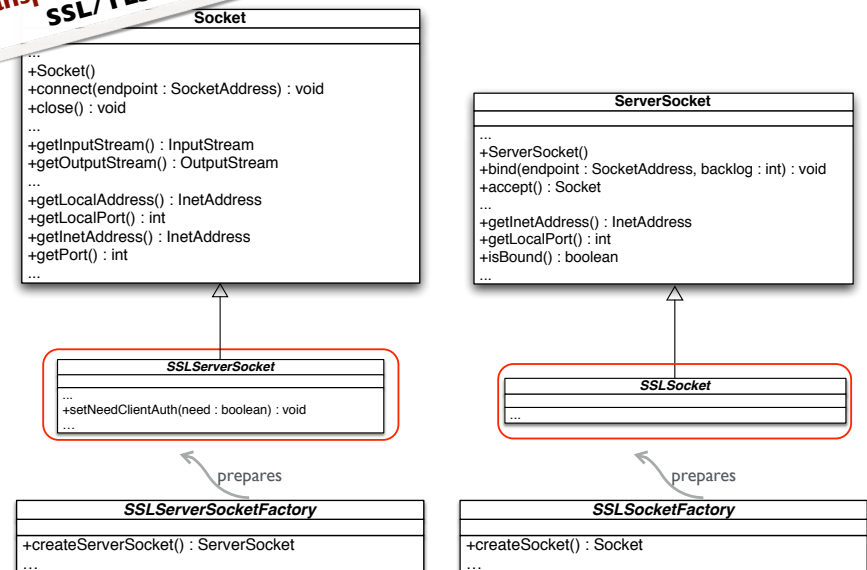 SSL/
Socket
...
+Socket()
+connect(endpoint : SocketAddress) : void
+close() : void
...
+getInputStream() : InputStream
+getOutputStream() : OutputStream
...
+getLocalAddress() : InetAddress
+getLocalPort() : int
+getInetAddress() : InetAddress
+getPort() : int
...
ServerSocket
...
+ServerSocket()
+bind(endpoint : SocketAddress, backlog : int) : void
+accept() : Socket
...
+getInetAddress() : InetAddress
+getLocalPort() : int
+isBound() : boolean
...
SSLServerSocket
...
+setNeedClientAuth(need : boolean) : void
...
SSLSocket
...
prepares
prepares
SSLServerSocketFactory
+createServerSocket() : ServerSocket
...
SSLSocketFactory
+createSocket() : Socket
...